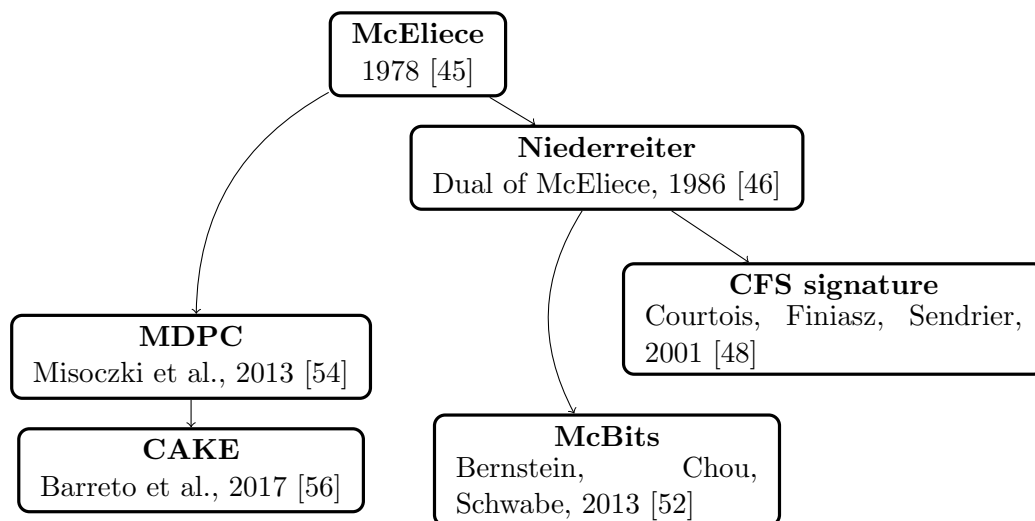 McEliece
1978 [45]
Niederreiter
Dual of McEliece, 1986 [46]
CFS signature
Courtois, Finiasz, Sendrier,
2001 [48]
MDPC
Misoczki et al., 2013 [54]
CAKE
Barreto et al., 2017 [56]
McBits
Bernstein, Chou,
Schwabe, 2013 [52]